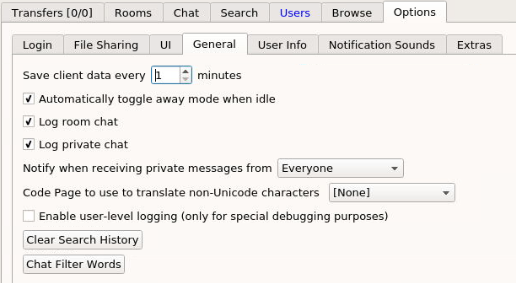 Transfers [0/0] Rooms Chat Search Users Browse Options
Login File Sharing UI General User Info Notification Sounds Extras
Save client data every 1 minutes
Automatically toggle away mode when idle
Log room chat
Log private chat
Notify when receiving private messages from Everyone
Code Page to use to translate non-Unicode characters [None]
Enable user-level logging (only for special debugging purposes)
Clear Search History
Chat Filter Words